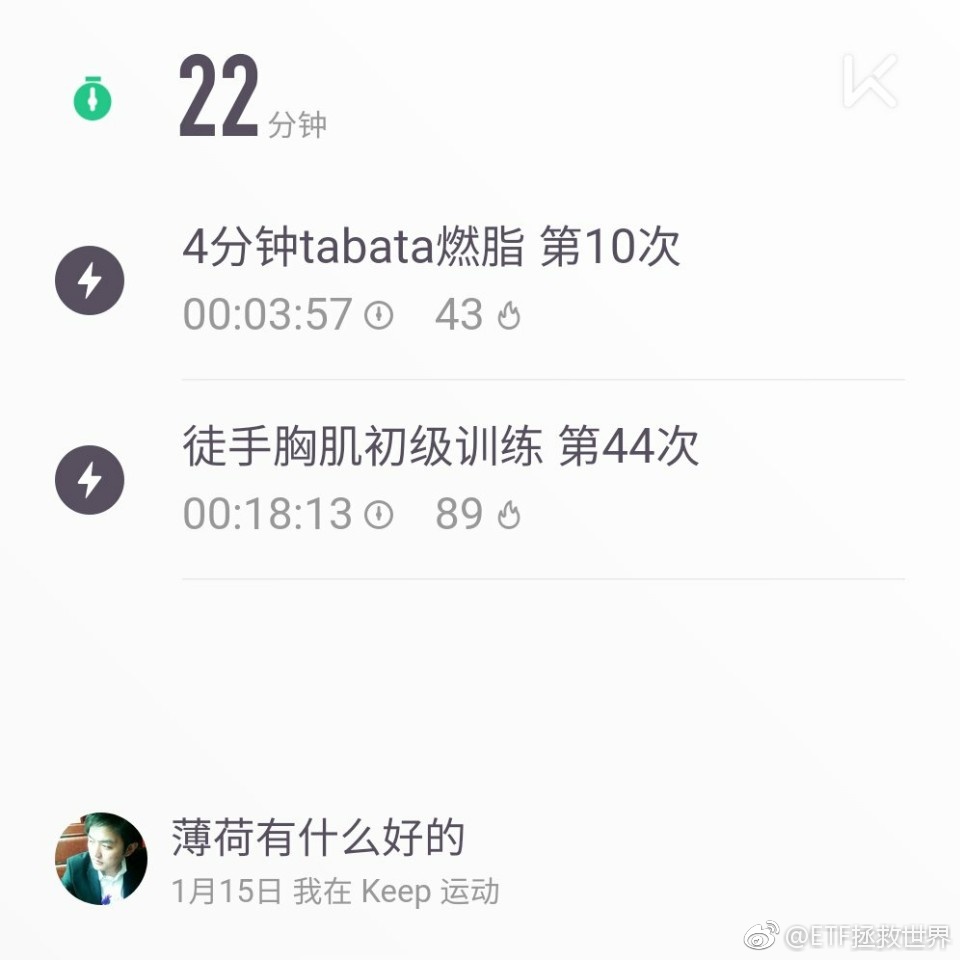 22 分钟
4分钟tabata燃脂 第10次
00:03:57 43
徒手胸肌初级训练 第44次
00:18:13 89
薄荷有什么好的
1月15日 我在 Keep 运动
@ETF拯救世界